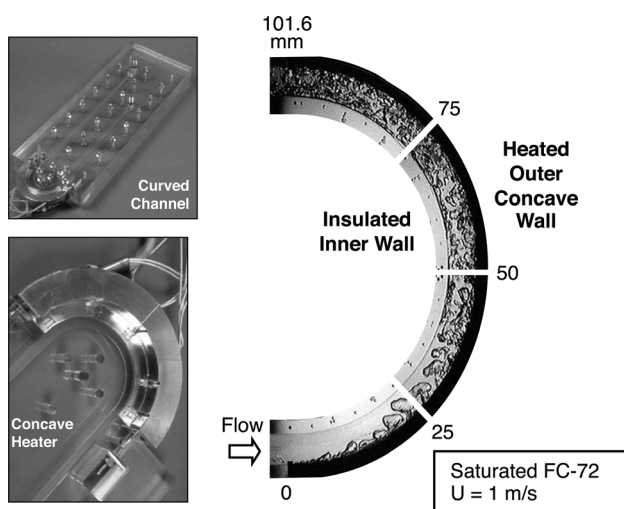 Curved
Channel
Concave
Heater
101.6
mm
75
Heated
Outer
Concave
Wall
Insulated
Inner Wall
50
25
Flow
0
Saturated FC-72
U = 1 m/s